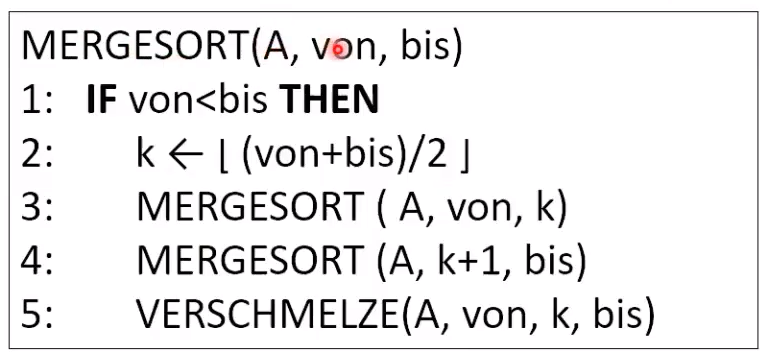 MERGESORT(A, von, bis)
1: IF von<bis THEN
2: k ← ⌊ (von+bis)/2 ⌋
3: MERGESORT ( A, von, k)
4: MERGESORT (A, k+1, bis)
5: VERSCHMELZE(A, von, k, bis)